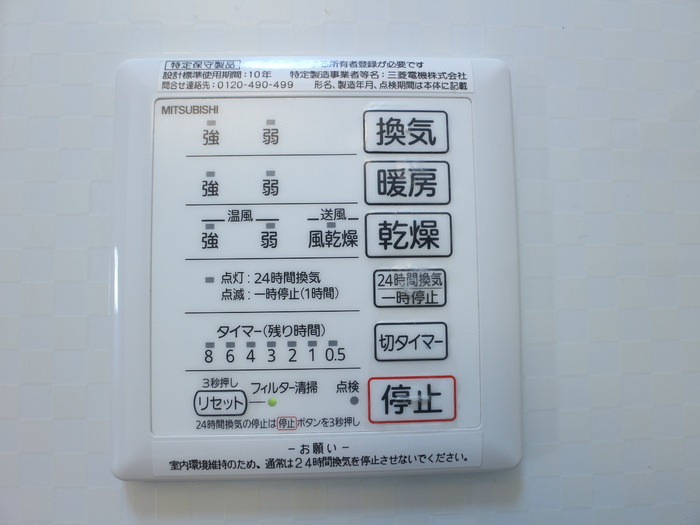 特定保守製品 所有者登録が必要です
設計標準使用期間:10年 特定製造事業者等名:三菱電機株式会社
問合せ連絡先:0120-490-499 形名、製造年月、点検期間は本体に記載
MITSUBISHI
強 弱 換気
強 弱 暖房
温風 送風
強 弱 風乾燥 乾燥
点灯:24時間換気
点滅:一時停止(1時間)
24時間換気
一時停止
タイマー(残り時間)
8 6 4 3 2 1 0.5
切タイマー
3秒押し
リセット フィルター清掃 点検
停止
24時間換気の停止は停止ボタンを3秒押し
−お願い−
室内環境維持のため、通常は24時間換気を停止させないでください。